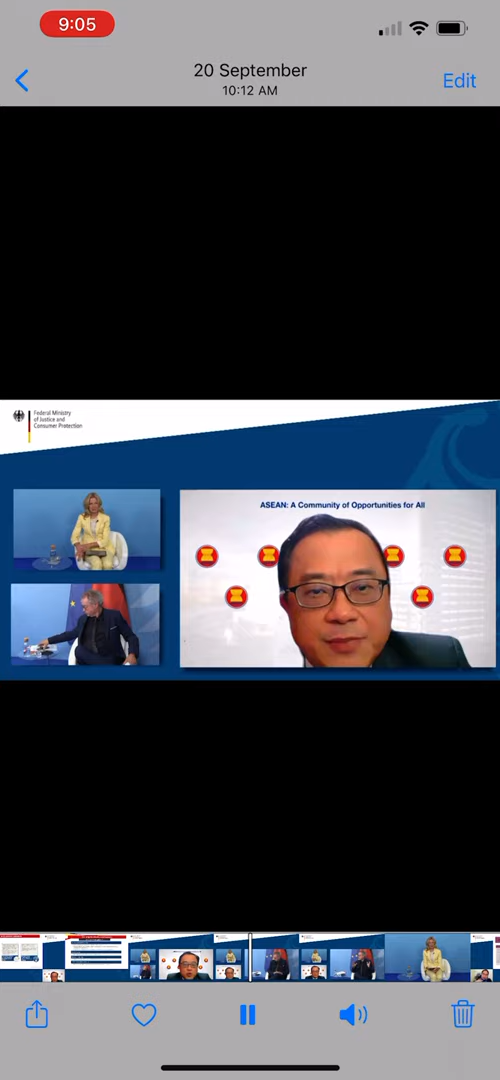 9:05
20 September
10:12 AM
Edit
Federal Ministry
of Justice and
Consumer Protection
ASEAN: A Community of Opportunities for All